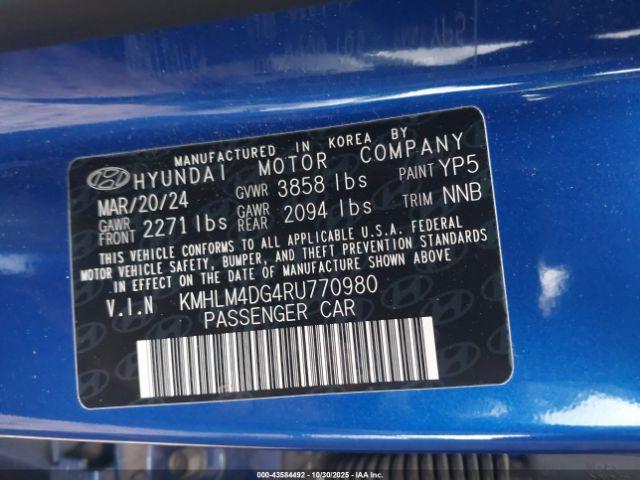 MANUFACTURED IN KOREA BY
HYUNDAI MOTOR COMPANY
MAR/20/24 GVWR 3858 lbs PAINT YP5
GAWR FRONT 2271 lbs GAWR REAR 2094 lbs TRIM NNB
THIS VEHICLE CONFORMS TO ALL APPLICABLE U.S.A. FEDERAL
MOTOR VEHICLE SAFETY, BUMPER, AND THEFT PREVENTION STANDARDS
IN EFFECT ON THE DATE OF MANUFACTURE SHOWN ABOVE
V.I.N KMHLM4DG4RU770980
PASSENGER CAR
000-43584492 - 10/30/2025 - IAA, Inc.